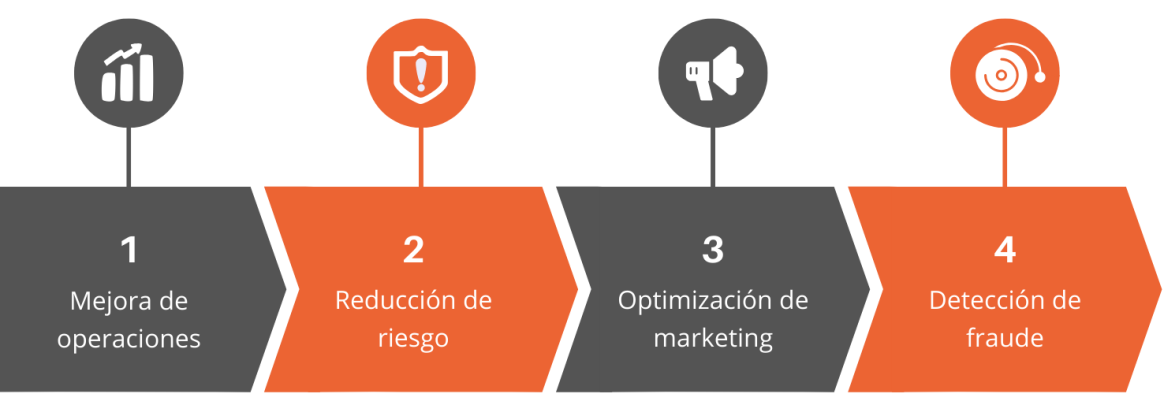 1
Mejora de
operaciones
2
Reducción de
riesgo
3
Optimización de
marketing
4
Detección de
fraude